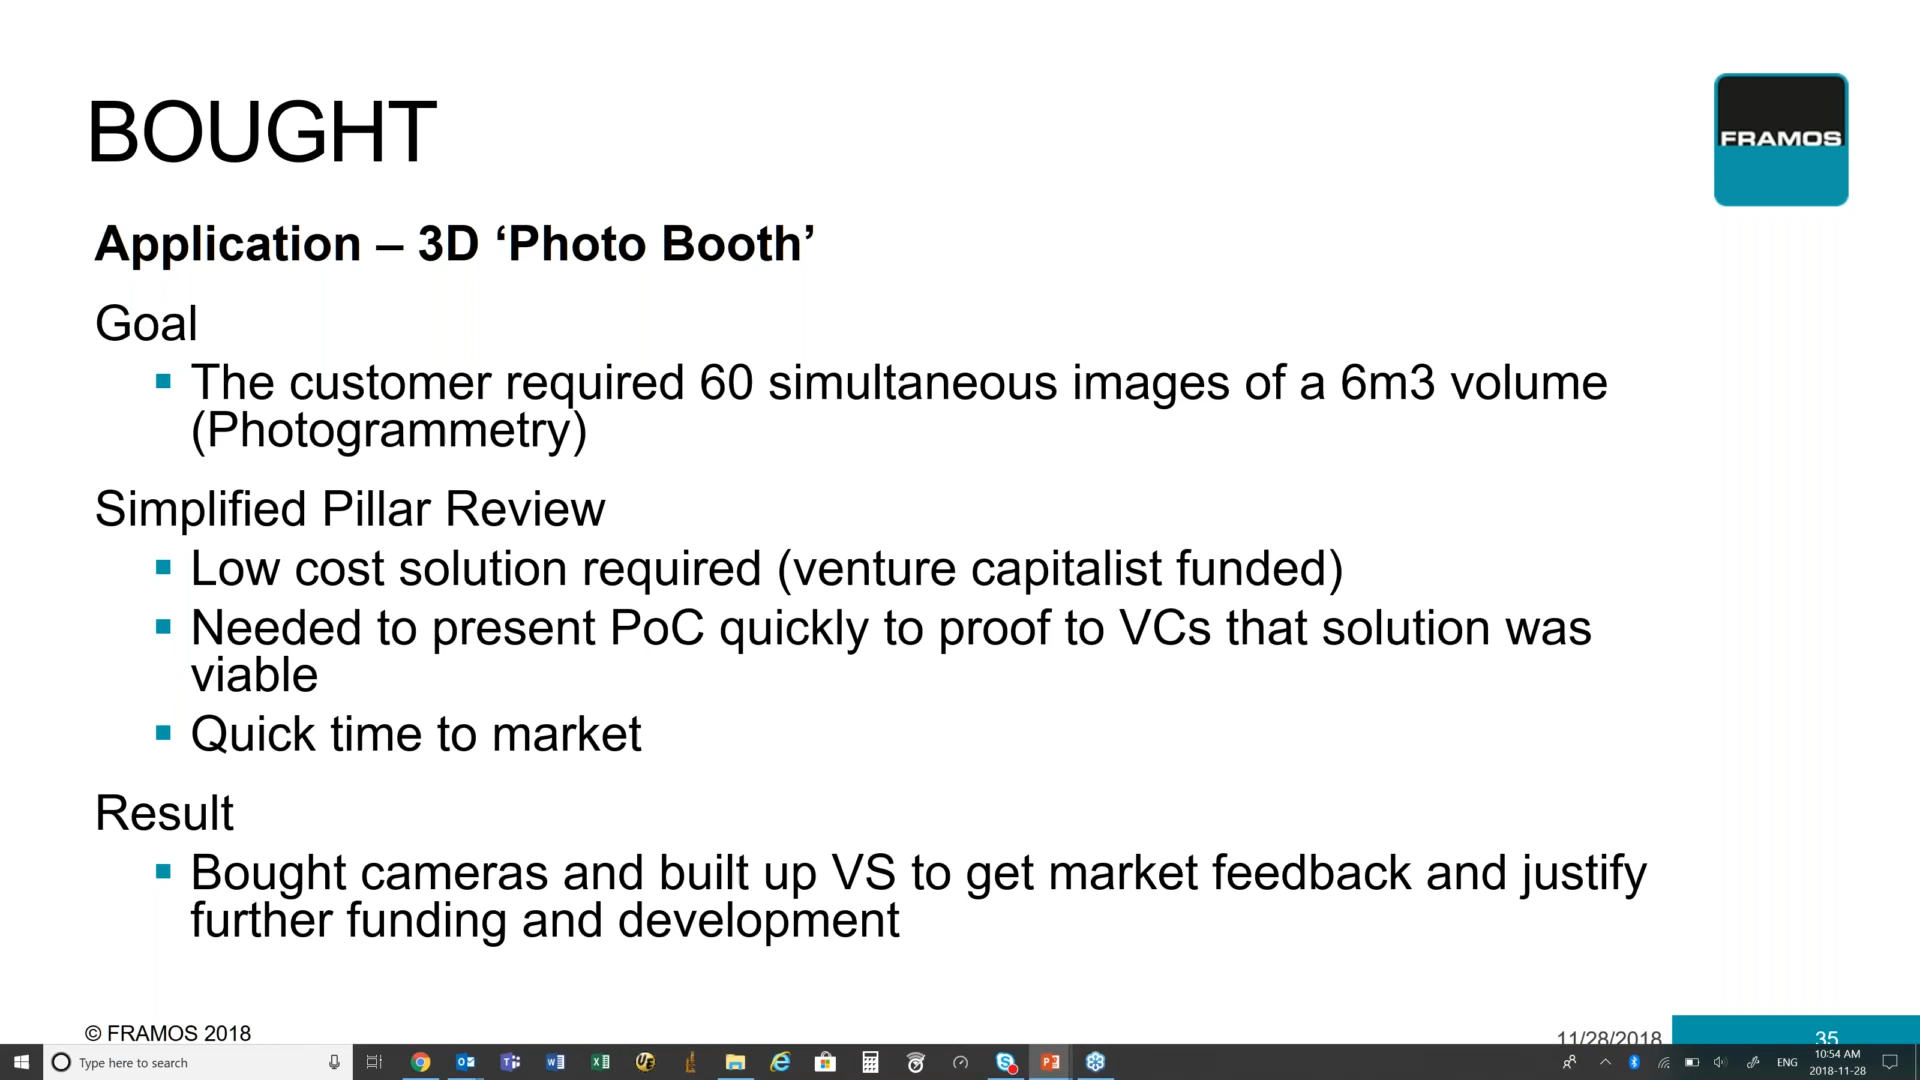 BOUGHT
FRAMOS
Application – 3D ‘Photo Booth’
Goal
The customer required 60 simultaneous images of a 6m3 volume
(Photogrammetry)
Simplified Pillar Review
Low cost solution required (venture capitalist funded)
Needed to present PoC quickly to proof to VCs that solution was
viable
Quick time to market
Result
Bought cameras and built up VS to get market feedback and justify
further funding and development
© FRAMOS 2018
11/28/2018
35
Type here to search
ENG
10:54 AM
2018-11-28